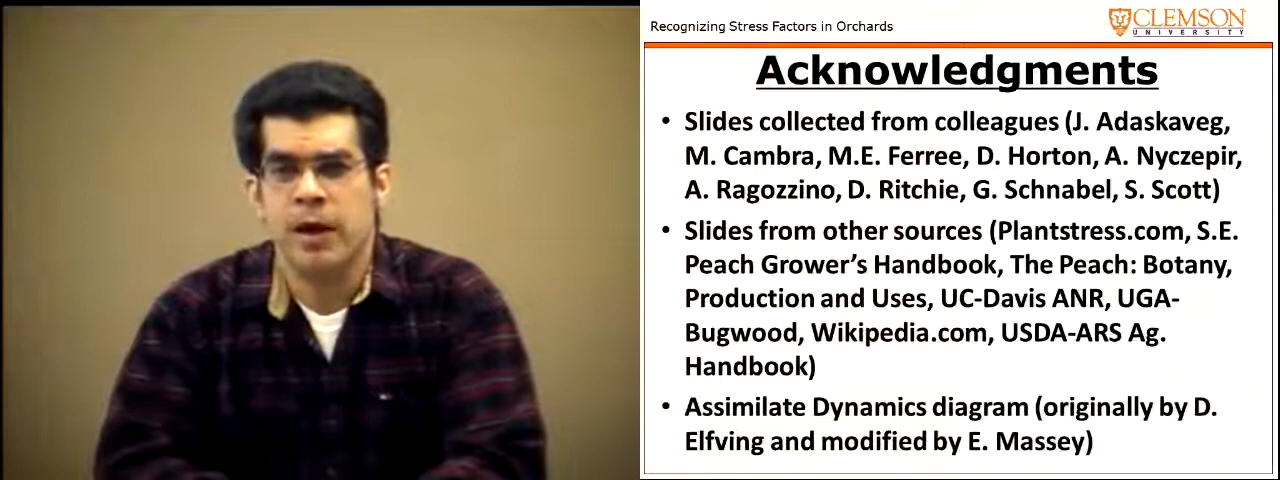 Recognizing Stress Factors in Orchards
CLEMSON
UNIVERSITY
Acknowledgments
• Slides collected from colleagues (J. Adaskaveg,
M. Cambra, M.E. Ferree, D. Horton, A. Nyczepir,
A. Ragozzino, D. Ritchie, G. Schnabel, S. Scott)
• Slides from other sources (Plantstress.com, S.E.
Peach Grower’s Handbook, The Peach: Botany,
Production and Uses, UC-Davis ANR, UGA-
Bugwood, Wikipedia.com, USDA-ARS Ag.
Handbook)
• Assimilate Dynamics diagram (originally by D.
Elfving and modified by E. Massey)